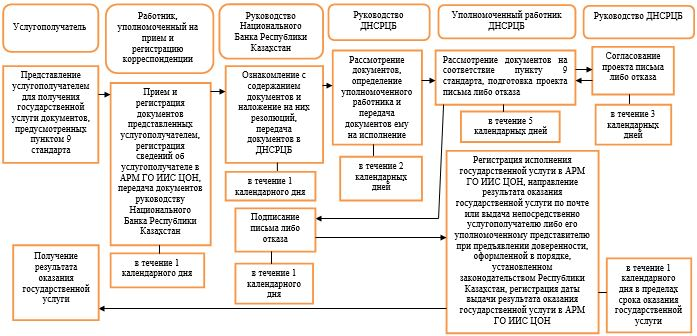 Услугополучатель
Работник,
уполномоченный на
прием и
регистрацию
корреспонденции
Руководство
Национального
Банка Республики
Казахстан
Руководство
ДНСРЦБ
Уполномоченный работник
ДНСРЦБ
Руководство ДНСРЦБ
Представление
услугополучателем
для получения
государственной
услуги документов,
предусмотренных
пунктом 9
стандарта
Прием и
регистрация
документов
представленных
услугополучателем,
регистрация
сведений об
услугополучателе в
АРМ ГО ИИС ЦОН,
передача документов
руководству
Национального
Банка Республики
Казахстан
в течение 1
календарного дня
Ознакомление с
содержанием
документов и
наложение на них
резолюций,
передача
документов в
ДНСРЦБ
в течение 1
календарного дня
Рассмотрение
документов,
определение
уполномоченного
работника и
передача
документов ему
на исполнение
в течение 2
календарных
дней
Рассмотрение документов на
соответствие пункту 9
стандарта, подготовка проекта
письма либо отказа
в течение 5
календарных дней
Согласование
проекта письма
либо отказа
в течение 3
календарных
дней
Подписание
письма либо
отказа
в течение 1
календарного
дня
Регистрация исполнения
государственной услуги в АРМ
ГО ИИС ЦОН, направление
результата оказания
государственной услуги по почте
или выдача непосредственно
услугополучателю либо его
уполномоченному представителю
при предъявлении доверенности,
оформленной в порядке,
установленном
законодательством Республики
Казахстан, регистрация даты
выдачи результата оказания
государственной услуги в АРМ
ГО ИИС ЦОН
в течение 1
календарного
дня в пределах
срока оказания
государственной
услуги
Получение
результата
оказания
государственной
услуги